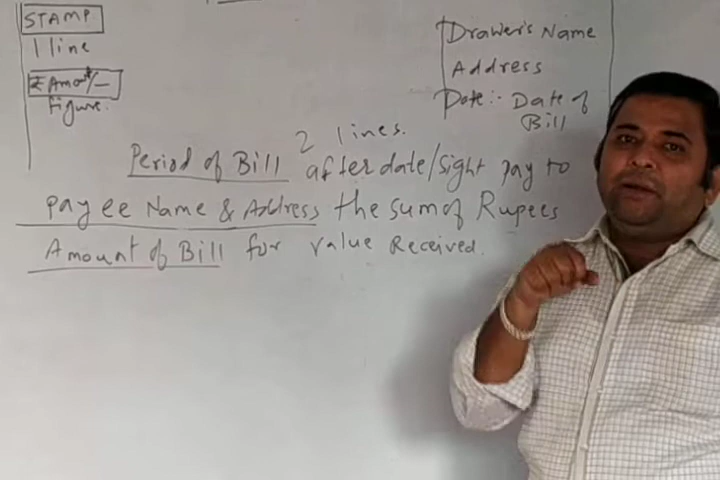 STAMP
1 line
₹ Amount/-
figure.
Drawer's Name
Address
Date:- Date of
Bill
2 lines.
Period of Bill after date/sight pay to
payee Name & Address the sum of Rupees
Amount of Bill for value Received.